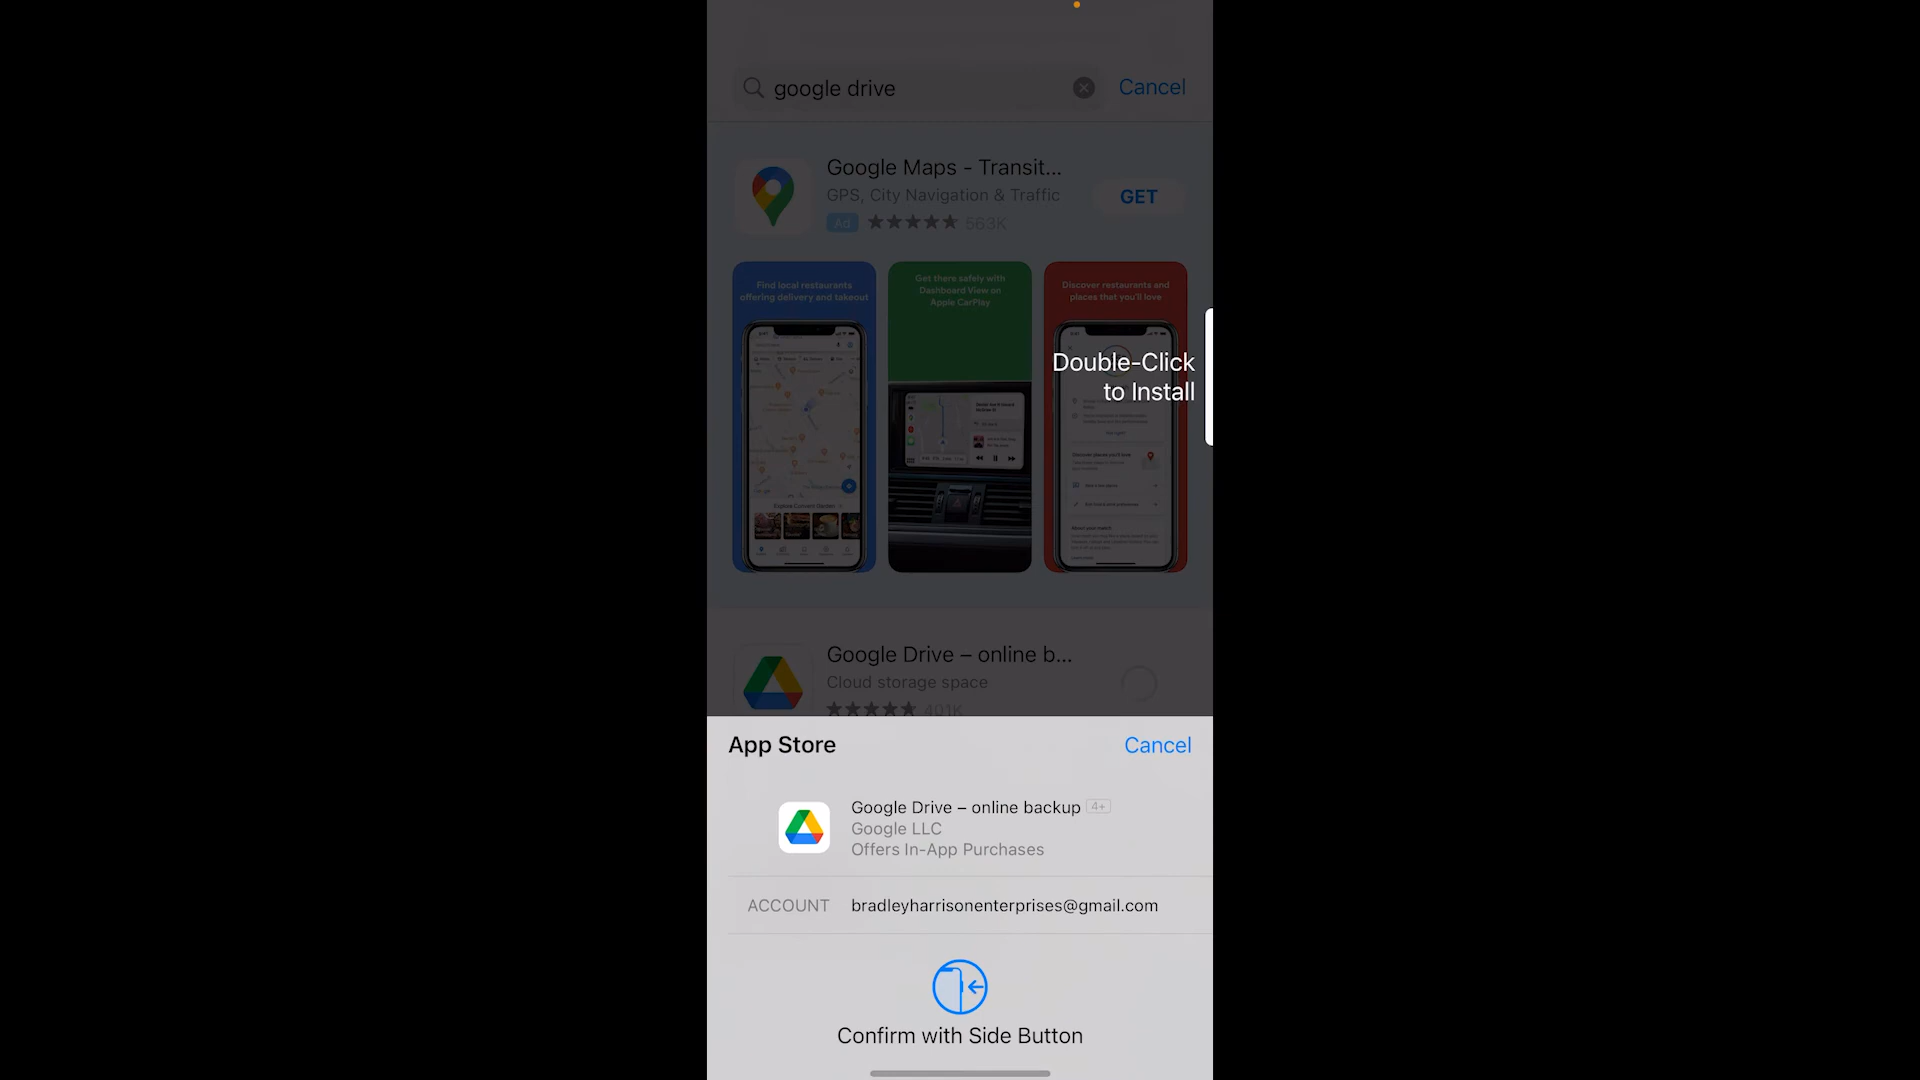 google drive
Cancel
Google Maps - Transit...
GPS, City Navigation & Traffic
GET
Ad
563K
Find local restaurants
offering delivery and takeout
Get there safely with
Dashboard View on
Apple CarPlay
Discover restaurants and
places that you'll love
Double-Click
to Install
Google Drive – online b...
Cloud storage space
401K
App Store
Cancel
Google Drive – online backup 4+
Google LLC
Offers In-App Purchases
ACCOUNT bradleyharrisonenterprises@gmail.com
Confirm with Side Button